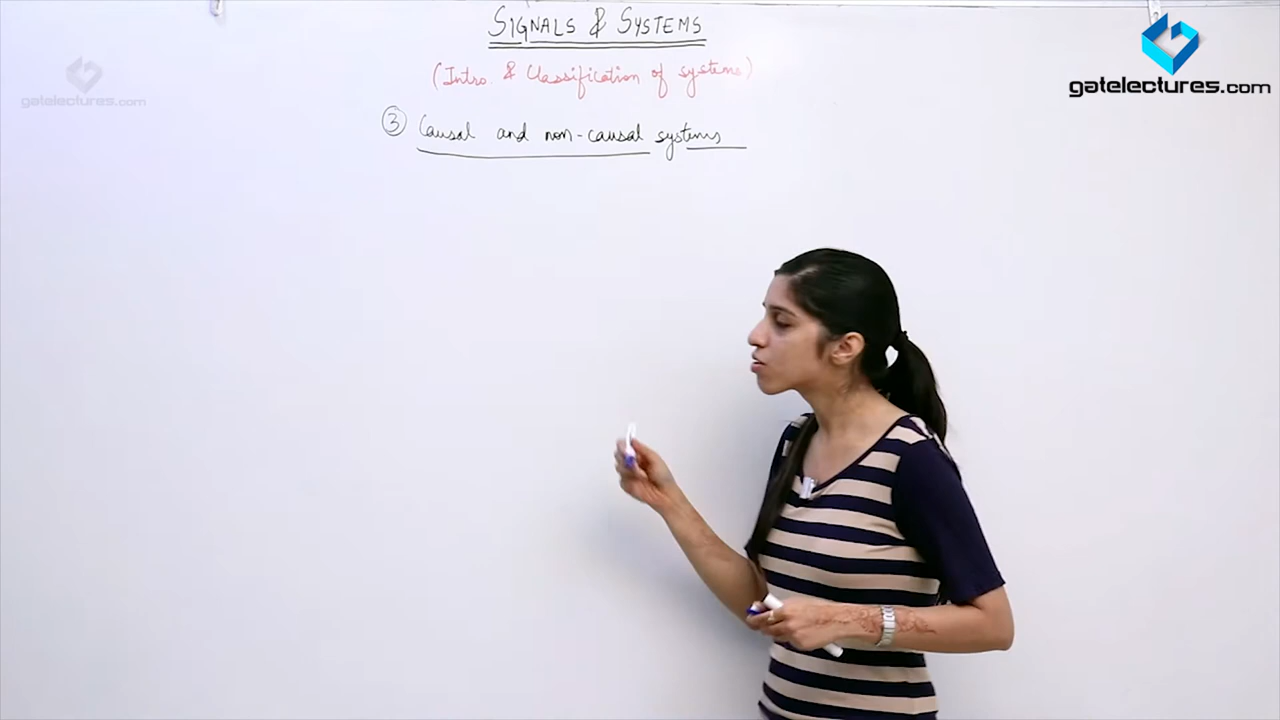 SIGNALS & SYSTEMS
(Intro. & Classification of systems)
③ Causal and non-causal systems
gatelectures.com
gatelectures.com